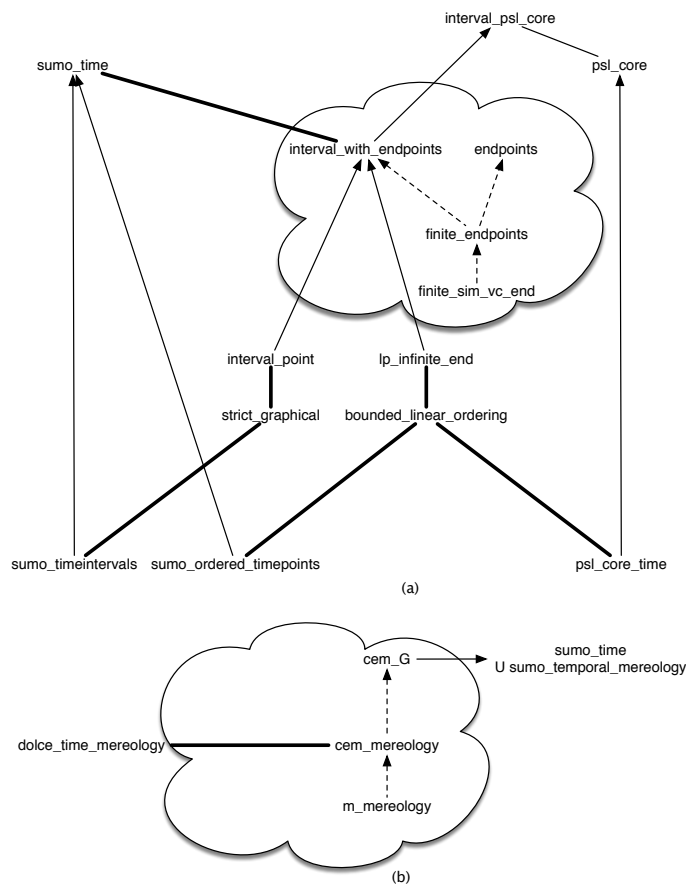 interval_psl_core
sumo_time
psl_core
interval_with_endpoints
endpoints
finite_endpoints
finite_sim_vc_end
interval_point
lp_infinite_end
strict_graphical
bounded_linear_ordering
sumo_timeintervals
sumo_ordered_timepoints
psl_core_time
(a)
cem_G
sumo_time
U sumo_temporal_mereology
dolce_time_mereology
cem_mereology
m_mereology
(b)